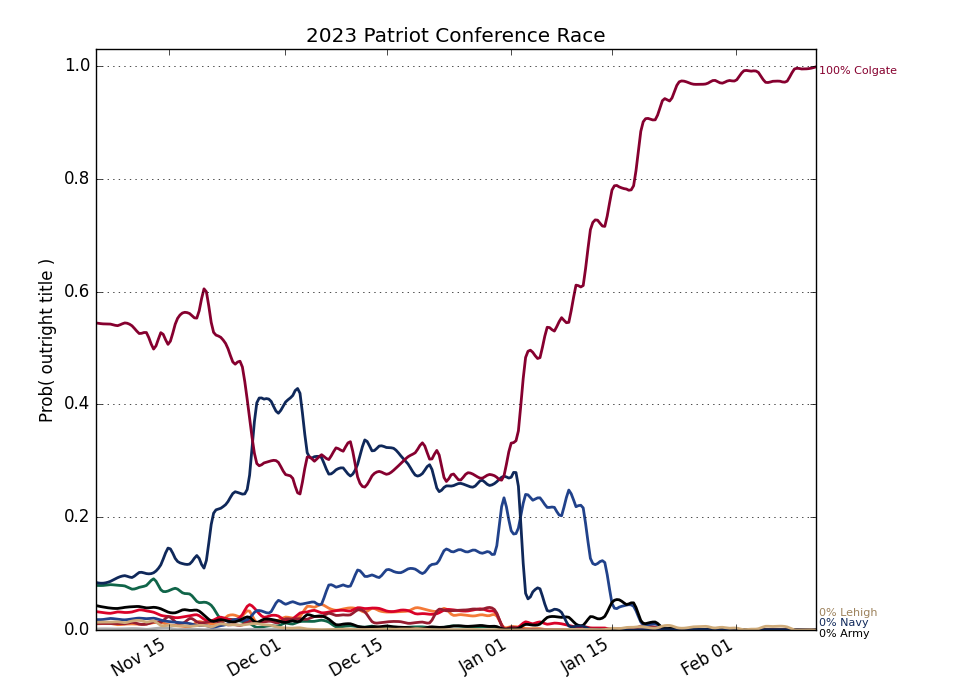 2023 Patriot Conference Race
1.0
100% Colgate
0.8
Prob( outright title )
0.6
0.4
0.2
0% Lehigh
0% Navy
0.0
0% Army
Nov 15
Dec 01
Dec 15
Jan 01
Jan 15
Feb 01